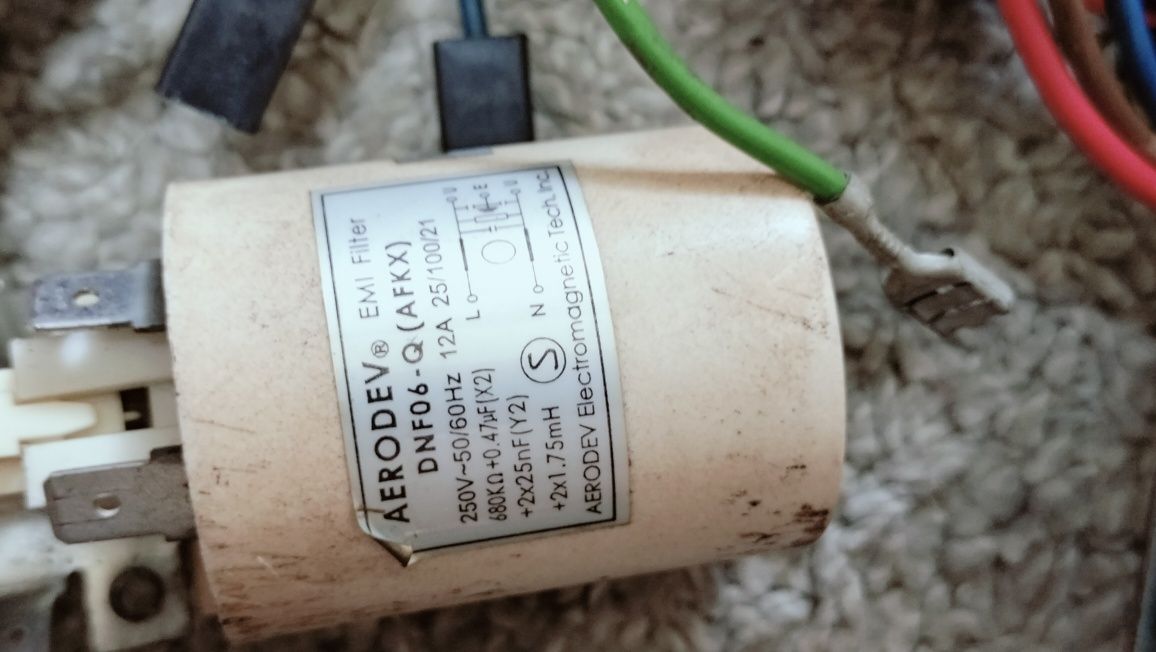 AERODEV® EMI Filter
DNF06-Q (AFKX)
250V~50/60Hz 12A 25/100/21
680KΩ+0.47µF(X2)
+2x25nF(Y2)
+2x1.75mH
L
U
E
N
U
S
AERODEV Electromagnetic Tech. Inc.